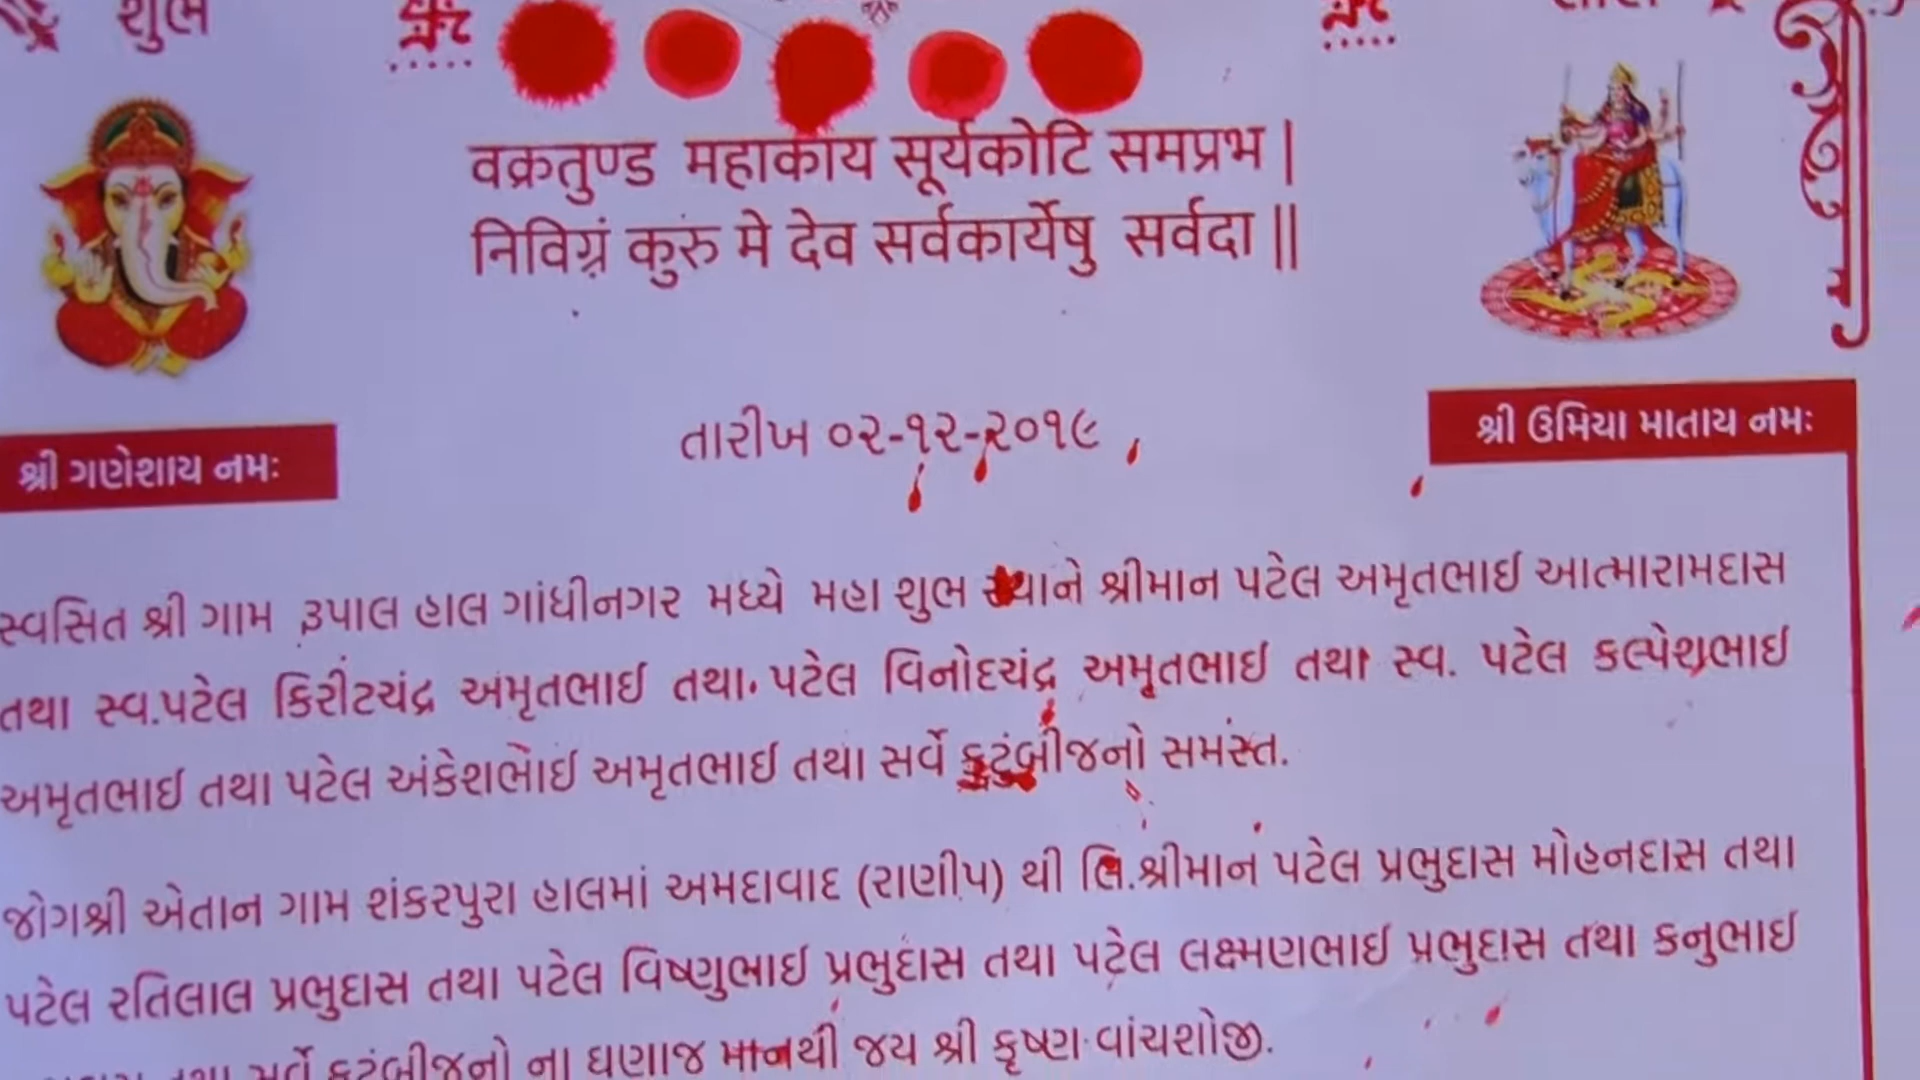 શુભ
वक्रतुण्ड महाकाय सूर्यकोटि समप्रभ |
निविग्नं कुरु मे देव सर्वकार्येषु सर्वदा ||
તારીખ ૦૨-૧૨-૨૦૧૯
શ્રી ગણેશાય નમઃ
શ્રી ઉમિયા માતાય નમઃ
સ્વસિત શ્રી ગામ રૂપાલ હાલ ગાંધીનગર મધ્યે મહા શુભ સ્થાને શ્રીમાન પટેલ અમૃતભાઈ આત્મારામદાસ
તથા સ્વ.પટેલ કિરીટચંદ્ર અમૃતભાઈ તથા પટેલ વિનોદચંદ્ર અમૃતભાઈ તથા સ્વ. પટેલ કલ્પેશભાઈ
અમૃતભાઈ તથા પટેલ અંકેશભાઈ અમૃતભાઈ તથા સર્વે કુટુંબીજનો સમસ્ત.
જોગશ્રી એતાન ગામ શંકરપુરા હાલમાં અમદાવાદ (રાણીપ) થી લિ.શ્રીમાન પટેલ પ્રભુદાસ મોહનદાસ તથા
પટેલ રતિલાલ પ્રભુદાસ તથા પટેલ વિષ્ણુભાઈ પ્રભુદાસ તથા પટેલ લક્ષ્મણભાઈ પ્રભુદાસ તથા કનુભાઈ
તથા સર્વે કુટુંબીજનો ના ઘણાજ માનથી જય શ્રી કૃષ્ણ વાંચશોજી.